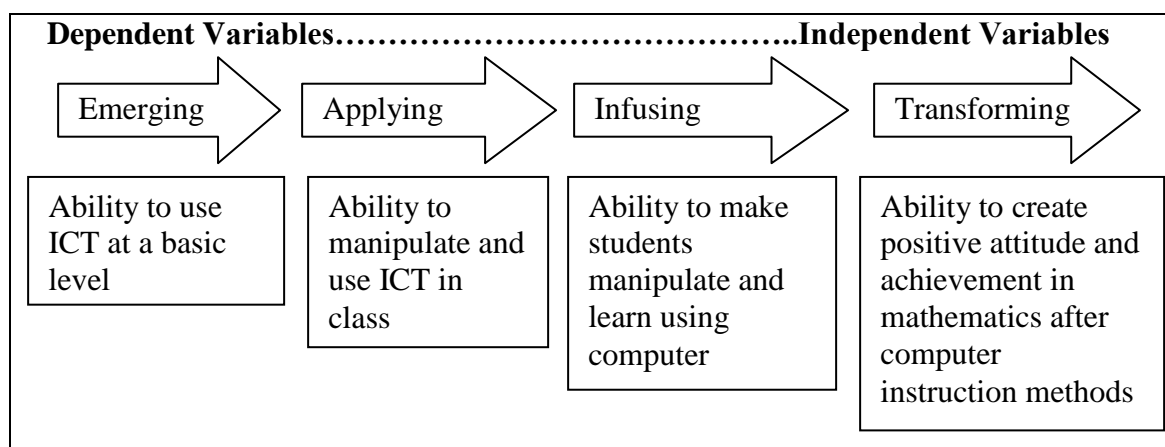 Dependent Variables…………………………………………..Independent Variables
Emerging
Applying
Infusing
Transforming
Ability to use
ICT at a basic
level
Ability to
manipulate and
use ICT in
class
Ability to make
students
manipulate and
learn using
computer
Ability to create
positive attitude and
achievement in
mathematics after
computer
instruction methods